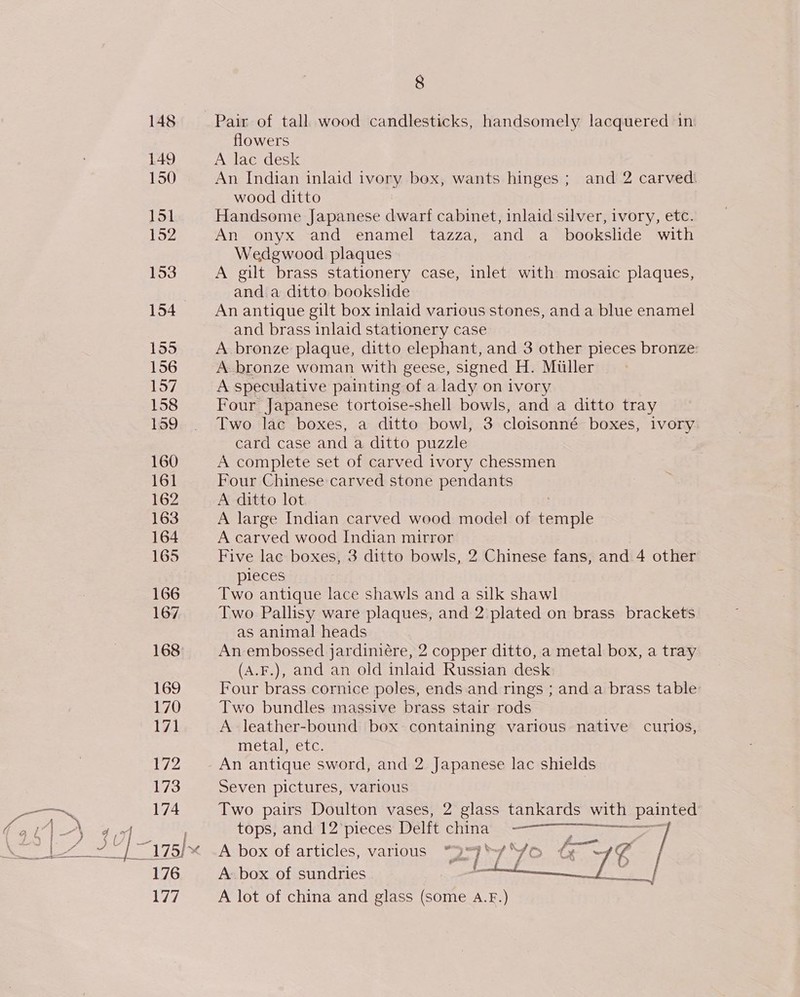 8
148 Pair of tall wood candlesticks, handsomely lacquered in
flowers
149 A lac desk
150 An Indian inlaid ivory box, wants hinges ; and 2 carved
wood ditto
151 Handsome Japanese dwarf cabinet, inlaid silver, ivory, etc.
152 An onyx and enamel tazza, and a bookslide with
Wedgwood plaques
153 A gilt brass stationery case, inlet with mosaic plaques,
and a ditto bookslide
154 An antique gilt box inlaid various stones, and a blue enamel
and brass inlaid stationery case
155 A bronze plaque, ditto elephant, and 3 other pieces bronze
156 A bronze woman with geese, signed H. Müller
157 A speculative painting of a lady on ivory
158 Four Japanese tortoise-shell bowls, and a ditto tray
159 Two lac boxes, a ditto bowl, 3 cloisonné boxes, ivory
card case and a ditto puzzle
160 A complete set of carved ivory chessmen
161 Four Chinese carved stone pendants
162 A ditto lot
163 A large Indian carved wood model of temple
164 A carved wood Indian mirror
165 Five lac boxes, 3 ditto bowls, 2 Chinese fans, and 4 other
pieces
166 Two antique lace shawls and a silk shawl
167 Two Pallisy ware plaques, and 2 plated on brass brackets
as animal heads
168 An embossed jardiniére, 2 copper ditto, a metal box, a tray
(A.F.), and an old inlaid Russian desk
169 Four brass cornice poles, ends and rings ; and a brass table
170 Two bundles massive brass stair rods
171 A leather-bound box containing various native curios,
metal, etc.
172 An antique sword, and 2 Japanese lac shields
173 Seven pictures, various
174 Two pairs Doulton vases, 2 glass tankards with painted
tops, and 12 pieces Delft china
175 A box of articles, various
176 A box of sundries
177 A lot of china and glass (some A.F.)